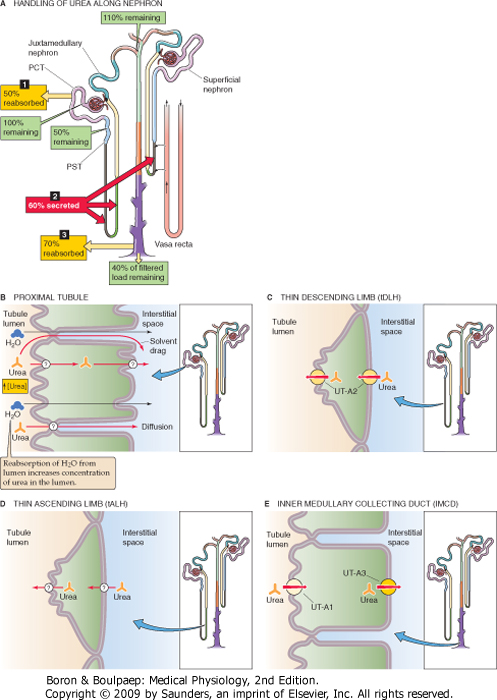 A HANDLING OF UREA ALONG NEPHRON
110% remaining
Juxtamedullary
nephron
PCT
Superficial
nephron
1
50%
reabsorbed
100%
remaining
50%
remaining
PST
2
60% secreted
3
70%
reabsorbed
Vasa recta
40% of filtered
load remaining
B PROXIMAL TUBULE
Tubule
lumen
Interstitial
space
H2O
Solvent
drag
Urea
?
?
↑[Urea]
H2O
Urea
?
Diffusion
Reabsorption of H2O from
lumen increases concentration
of urea in the lumen.
C THIN DESCENDING LIMB (tDLH)
Tubule
lumen
Interstitial
space
Urea
UT-A2
D THIN ASCENDING LIMB (tALH)
Tubule
lumen
Interstitial
space
?
?
Urea
Urea
E INNER MEDULLARY COLLECTING DUCT (IMCD)
Tubule
lumen
Interstitial
space
UT-A3
Urea
Urea
UT-A1
Boron & Boulpaep: Medical Physiology, 2nd Edition.
Copyright © 2009 by Saunders, an imprint of Elsevier, Inc. All rights reserved.